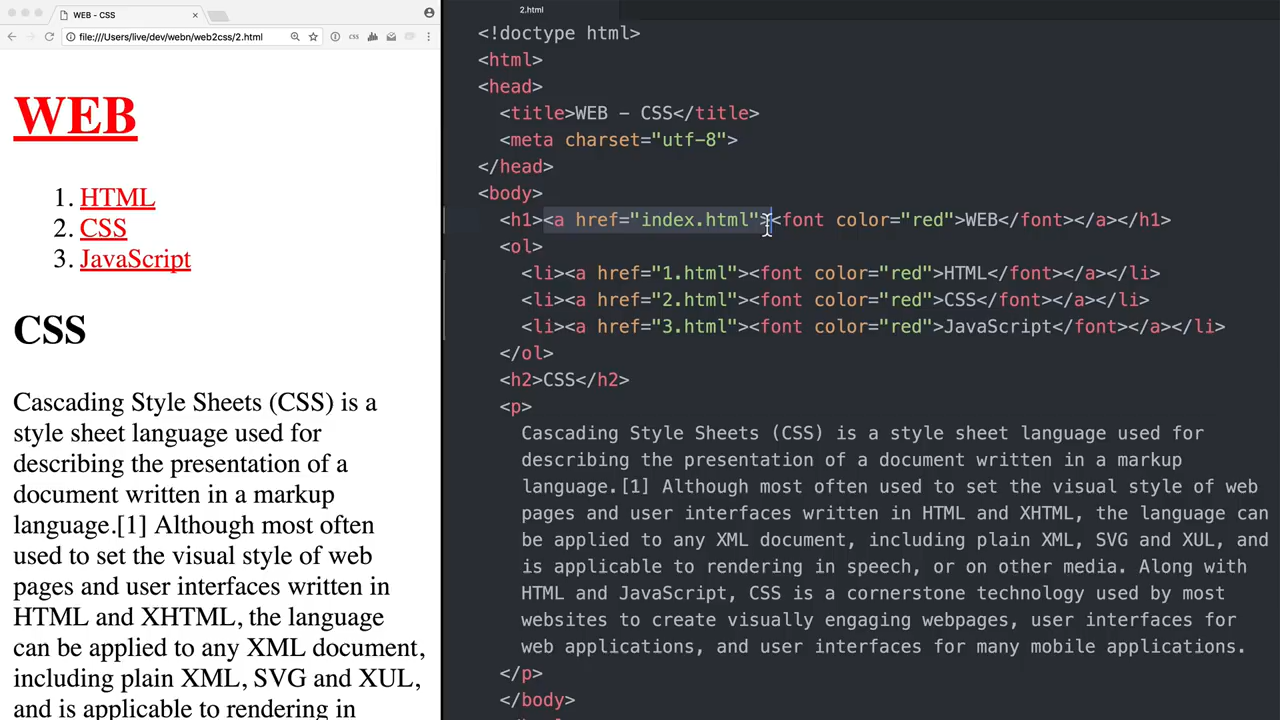 WEB - CSS
file:///Users/live/dev/webn/web2css/2.html
CSS
WEB
1. HTML
2. CSS
3. JavaScript
CSS
Cascading Style Sheets (CSS) is a
style sheet language used for
describing the presentation of a
document written in a markup
language.[1] Although most often
used to set the visual style of web
pages and user interfaces written in
HTML and XHTML, the language
can be applied to any XML document,
including plain XML, SVG and XUL,
and is applicable to rendering in
2.html
<!doctype html>
<html>
<head>
<title>WEB - CSS</title>
<meta charset="utf-8">
</head>
<body>
<h1><a href="index.html"><font color="red">WEB</font></a></h1>
<ol>
<li><a href="1.html"><font color="red">HTML</font></a></li>
<li><a href="2.html"><font color="red">CSS</font></a></li>
<li><a href="3.html"><font color="red">JavaScript</font></a></li>
</ol>
<h2>CSS</h2>
<p>
Cascading Style Sheets (CSS) is a style sheet language used for
describing the presentation of a document written in a markup
language.[1] Although most often used to set the visual style of web
pages and user interfaces written in HTML and XHTML, the language can
be applied to any XML document, including plain XML, SVG and XUL, and
is applicable to rendering in speech, or on other media. Along with
HTML and JavaScript, CSS is a cornerstone technology used by most
websites to create visually engaging webpages, user interfaces for
web applications, and user interfaces for many mobile applications.
</p>
</body>